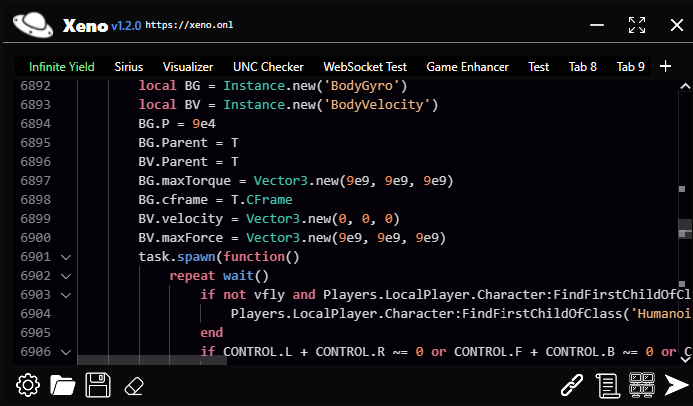 Xeno v1.2.0 https://xeno.onl
Infinite Yield Sirius Visualizer UNC Checker WebSocket Test Game Enhancer Test Tab 8 Tab 9 +
6892 local BG = Instance.new('BodyGyro')
6893 local BV = Instance.new('BodyVelocity')
6894 BG.P = 9e4
6895 BG.Parent = T
6896 BV.Parent = T
6897 BG.maxTorque = Vector3.new(9e9, 9e9, 9e9)
6898 BG.cframe = T.CFrame
6899 BV.velocity = Vector3.new(0, 0, 0)
6900 BV.maxForce = Vector3.new(9e9, 9e9, 9e9)
6901 task.spawn(function()
6902 repeat wait()
6903 if not vfly and Players.LocalPlayer.Character:FindFirstChildOfCl
6904 Players.LocalPlayer.Character:FindFirstChildOfClass('Humanoi
6905 end
6906 if CONTROL.L + CONTROL.R ~= 0 or CONTROL.F + CONTROL.B ~= 0 or C